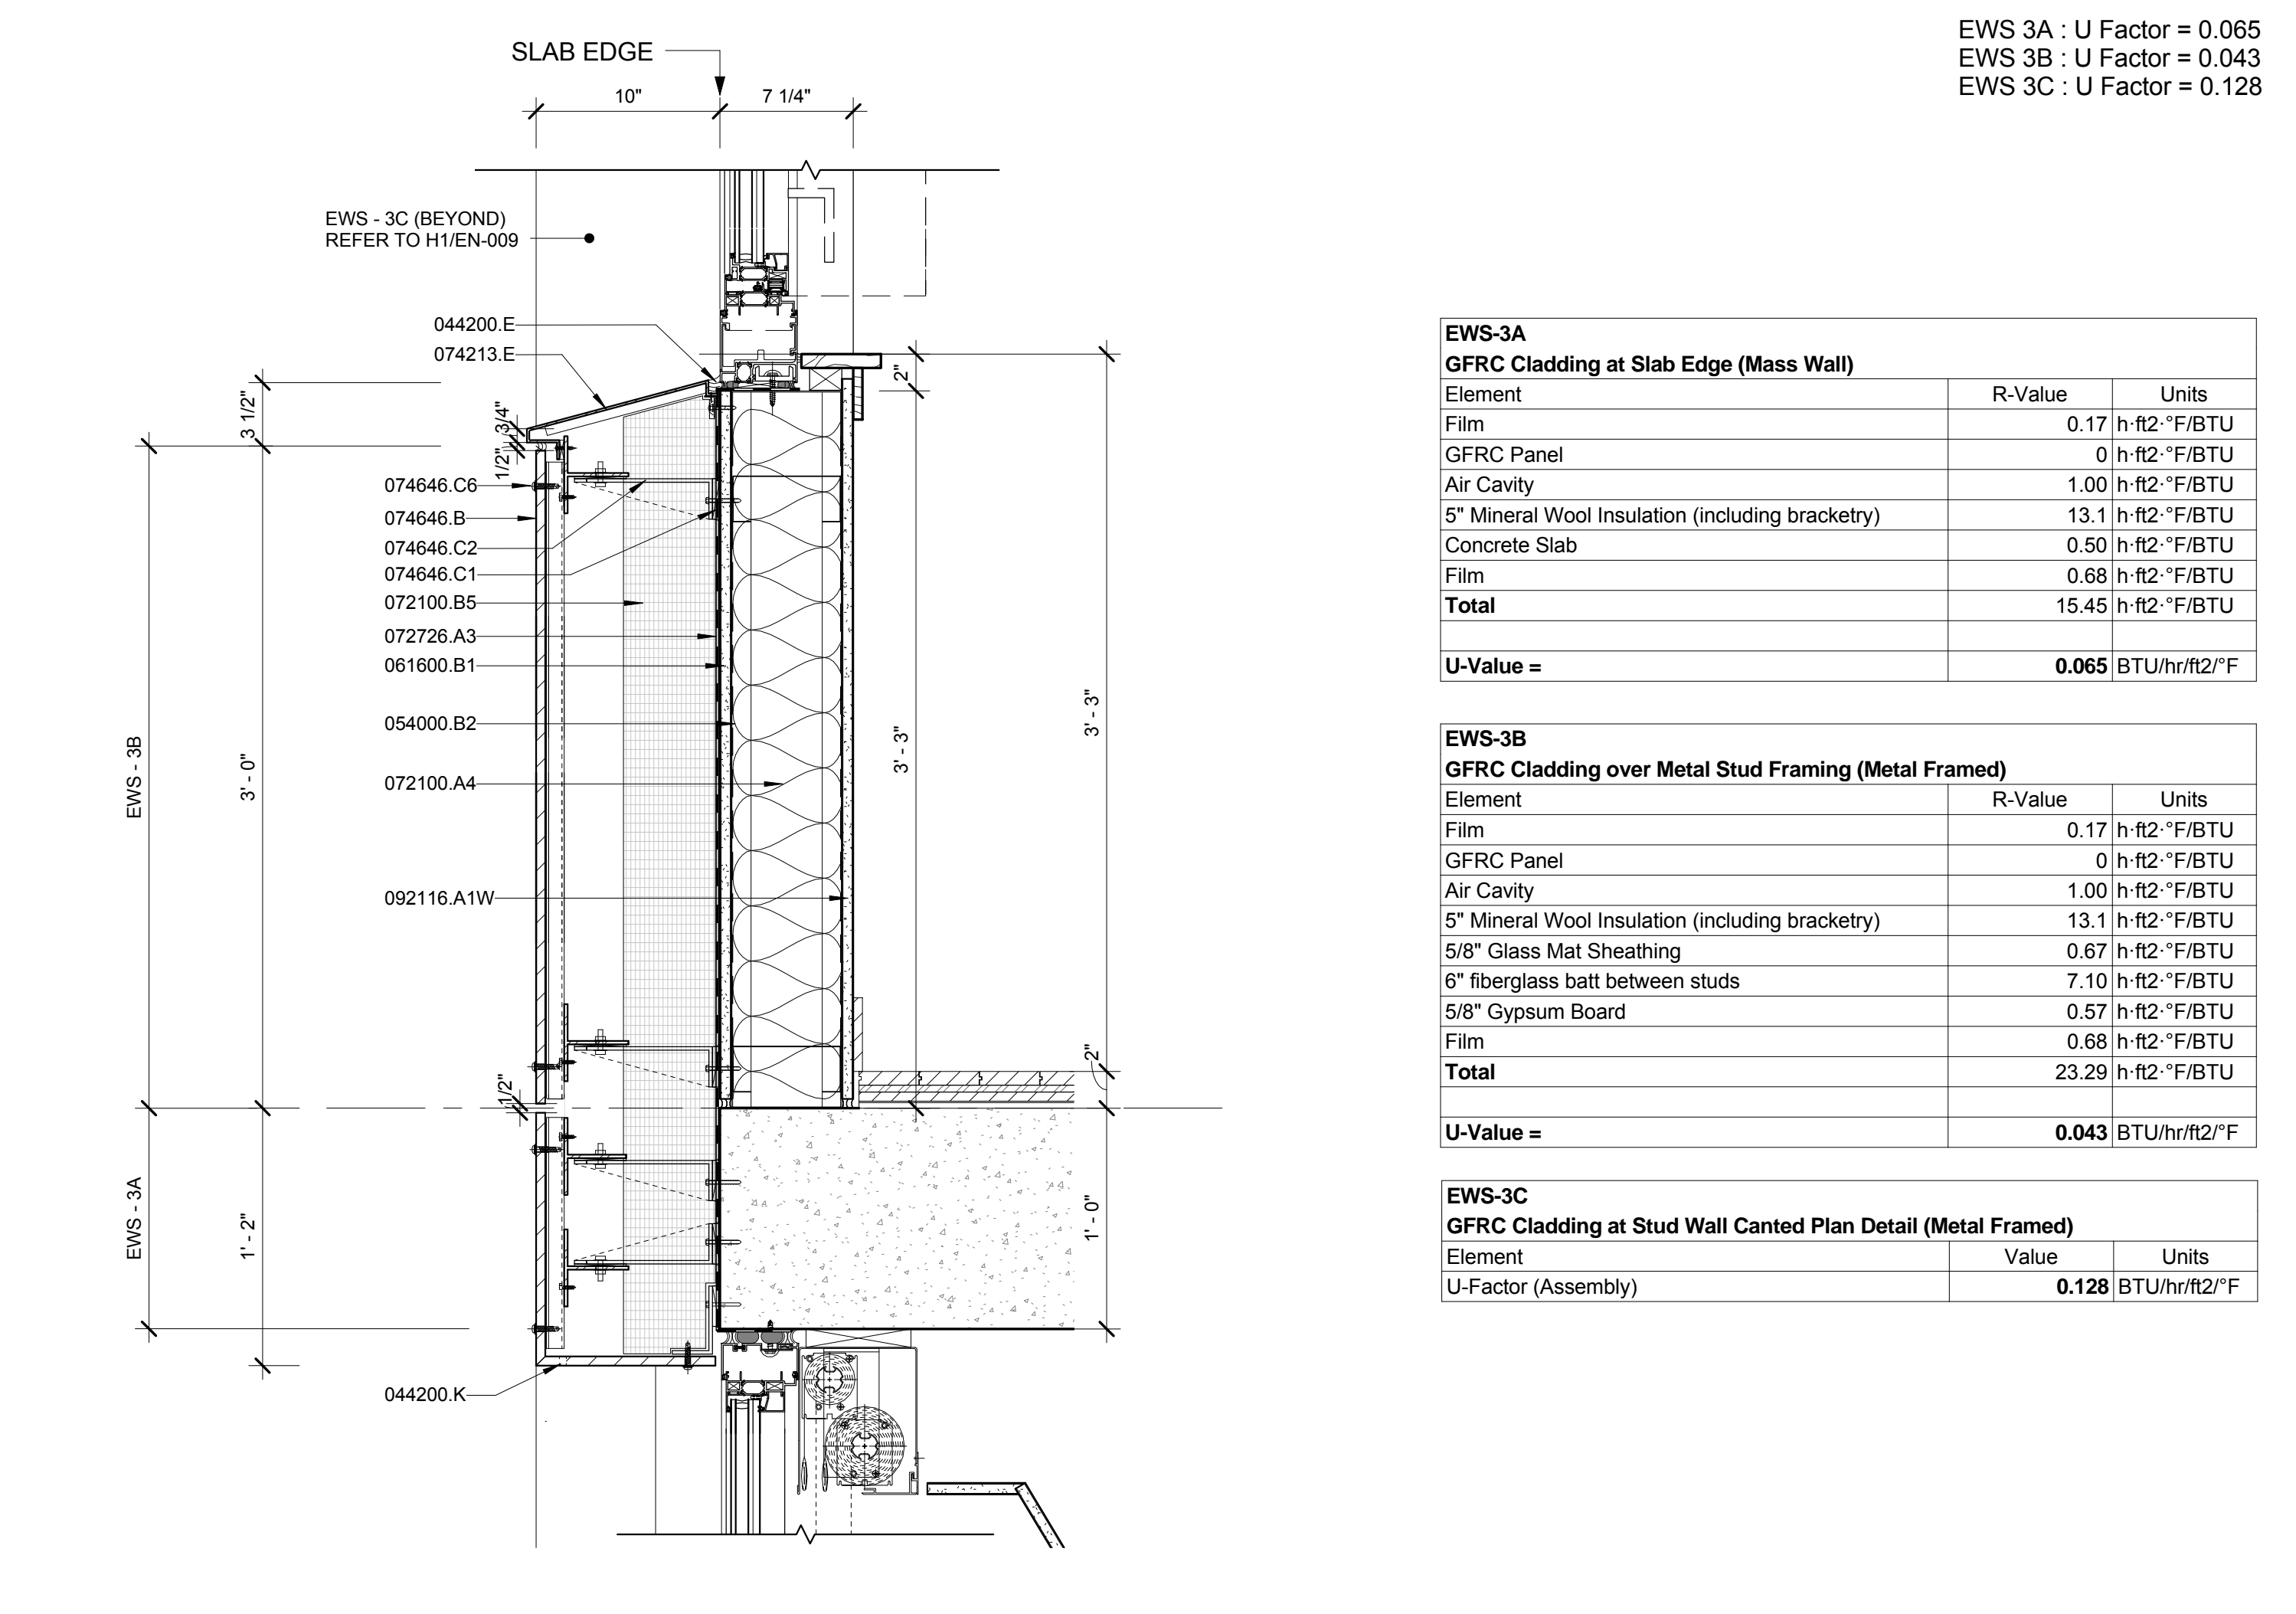 EWS 3A : U Factor = 0.065
EWS 3B : U Factor = 0.043
EWS 3C : U Factor = 0.128
SLAB EDGE
10"
7 1/4"
EWS - 3C (BEYOND)
REFER TO H1/EN-009
044200.E
074213.E
3 1/2"
3/4"
1/2"
2"
074646.C6
074646.B
074646.C2
074646.C1
072100.B5
072726.A3
061600.B1
054000.B2
072100.A4
092116.A1W
EWS - 3B
3' - 0"
3' - 3"
3' - 3"
2"
1/2"
EWS - 3A
1' - 2"
1' - 0"
044200.K
EWS-3A
GFRC Cladding at Slab Edge (Mass Wall)
Element R-Value Units
Film 0.17 h·ft2·°F/BTU
GFRC Panel 0 h·ft2·°F/BTU
Air Cavity 1.00 h·ft2·°F/BTU
5" Mineral Wool Insulation (including bracketry) 13.1 h·ft2·°F/BTU
Concrete Slab 0.50 h·ft2·°F/BTU
Film 0.68 h·ft2·°F/BTU
Total 15.45 h·ft2·°F/BTU
U-Value = 0.065 BTU/hr/ft2/°F
EWS-3B
GFRC Cladding over Metal Stud Framing (Metal Framed)
Element R-Value Units
Film 0.17 h·ft2·°F/BTU
GFRC Panel 0 h·ft2·°F/BTU
Air Cavity 1.00 h·ft2·°F/BTU
5" Mineral Wool Insulation (including bracketry) 13.1 h·ft2·°F/BTU
5/8" Glass Mat Sheathing 0.67 h·ft2·°F/BTU
6" fiberglass batt between studs 7.10 h·ft2·°F/BTU
5/8" Gypsum Board 0.57 h·ft2·°F/BTU
Film 0.68 h·ft2·°F/BTU
Total 23.29 h·ft2·°F/BTU
U-Value = 0.043 BTU/hr/ft2/°F
EWS-3C
GFRC Cladding at Stud Wall Canted Plan Detail (Metal Framed)
Element Value Units
U-Factor (Assembly) 0.128 BTU/hr/ft2/°F